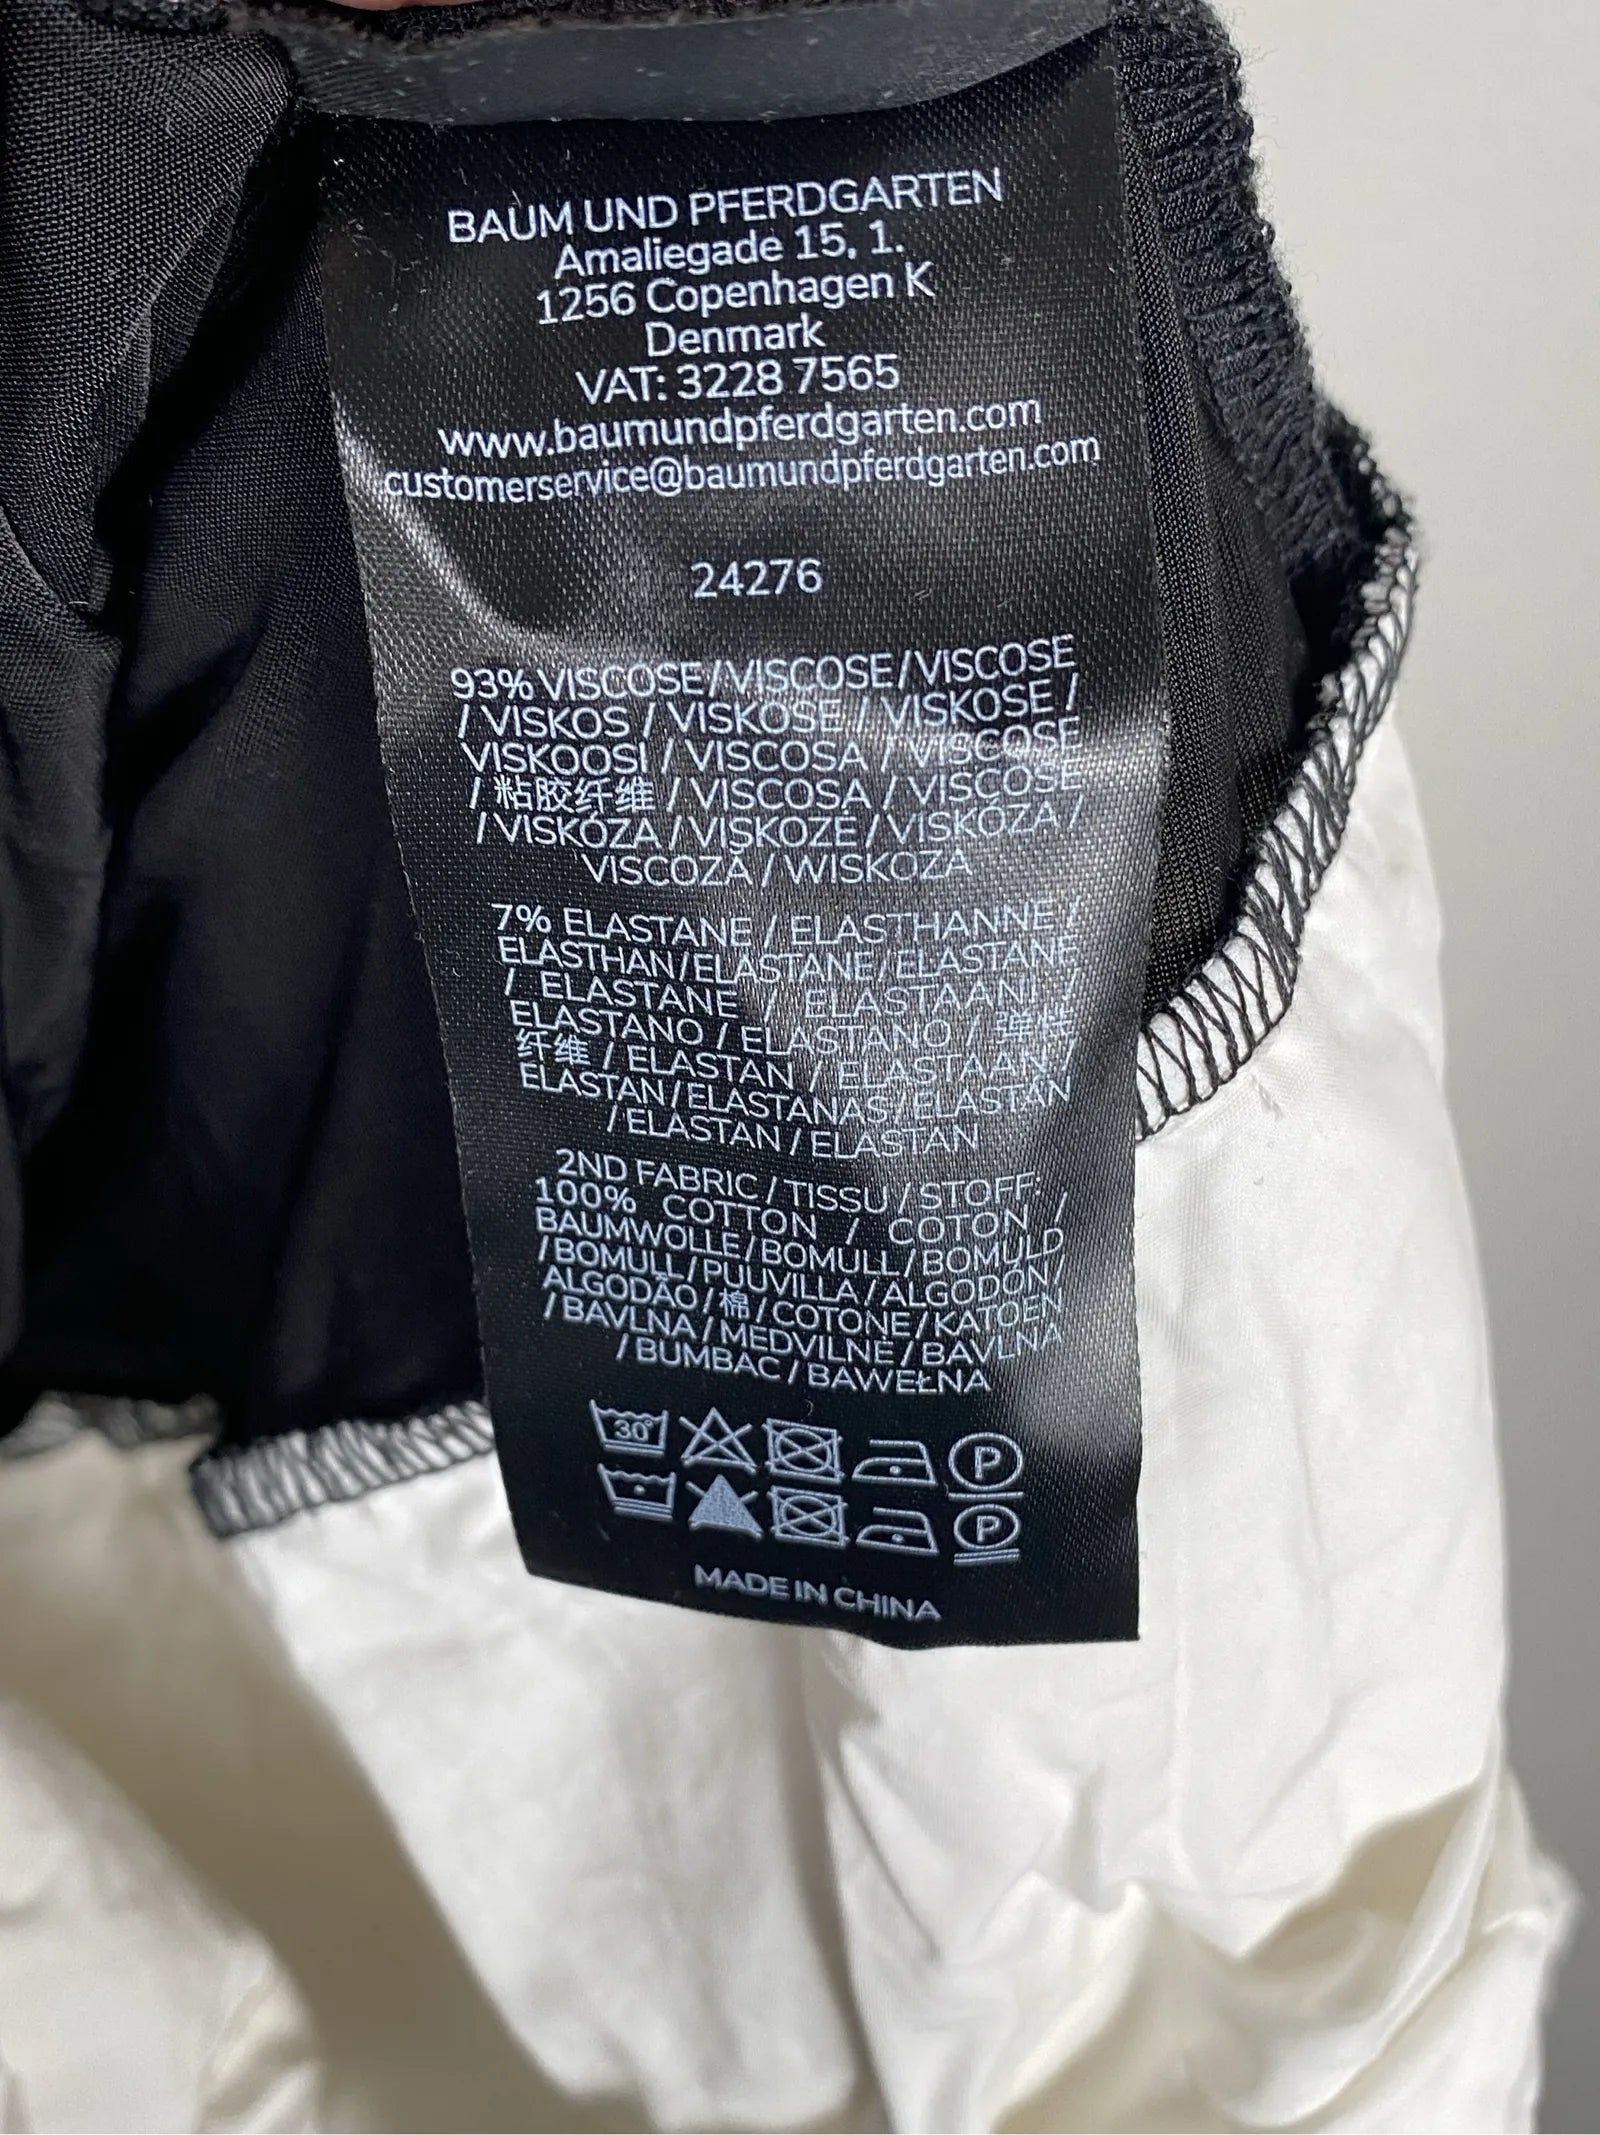 BAUM UND PFERDGARTEN
Amaliegade 15, 1.
1256 Copenhagen K
Denmark
VAT: 3228 7565
www.baumundpferdgarten.com
customerservice@baumundpferdgarten.com
24276
93% VISCOSE/VISCOSE/VISCOSE
/ VISKOS / VISKOSE / VISKOSE /
VISKOOSI / VISCOSA / VISCOSE
/ 粘胶纤维 / VISCOSA / VISCOSE
/ VISKÓZA / VISKOZĖ / VISKÓZA /
VISCOZĂ / WISKOZA
7% ELASTANE / ELASTHANNE /
ELASTHAN/ELASTANE/ELASTANE
/ ELASTANE / ELASTAANI /
ELASTANO / ELASTANO / 弹性
纤维 / ELASTAN / ELASTAAN /
ELASTAN/ELASTANAS/ELASTAN
/ELASTAN/ELASTAN
2ND FABRIC / TISSU / STOFF:
100% COTTON / COTON /
BAUMWOLLE/BOMULL/BOMULD
/BOMULL/PUUVILLA/ALGODÓN/
ALGODÃO/棉/COTONE/KATOEN
/BAVLNA/MEDVILNĖ/BAVLNA
/BUMBAC/BAWEŁNA
30°
P
P
MADE IN CHINA